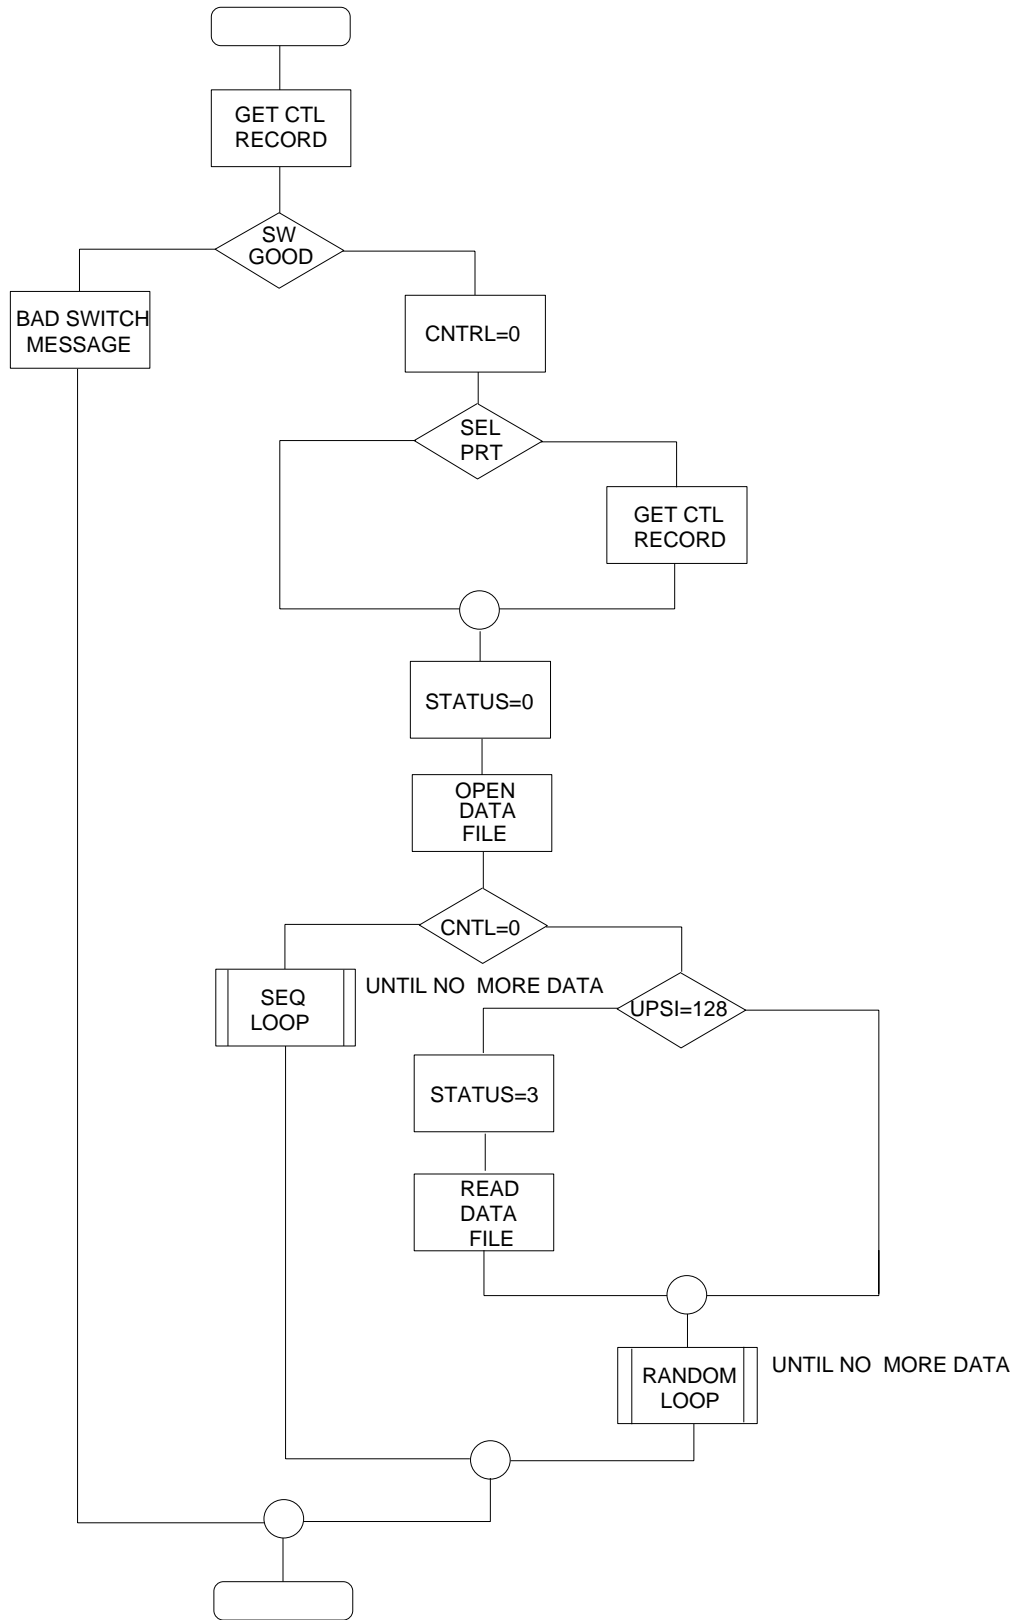 GET CTL
RECORD
SW
GOOD
BAD SWITCH
MESSAGE
CNTRL=0
SEL
PRT
GET CTL
RECORD
STATUS=0
OPEN
DATA
FILE
CNTL=0
SEQ
LOOP
UNTIL NO MORE DATA
UPSI=128
STATUS=3
READ
DATA
FILE
RANDOM
LOOP
UNTIL NO MORE DATA